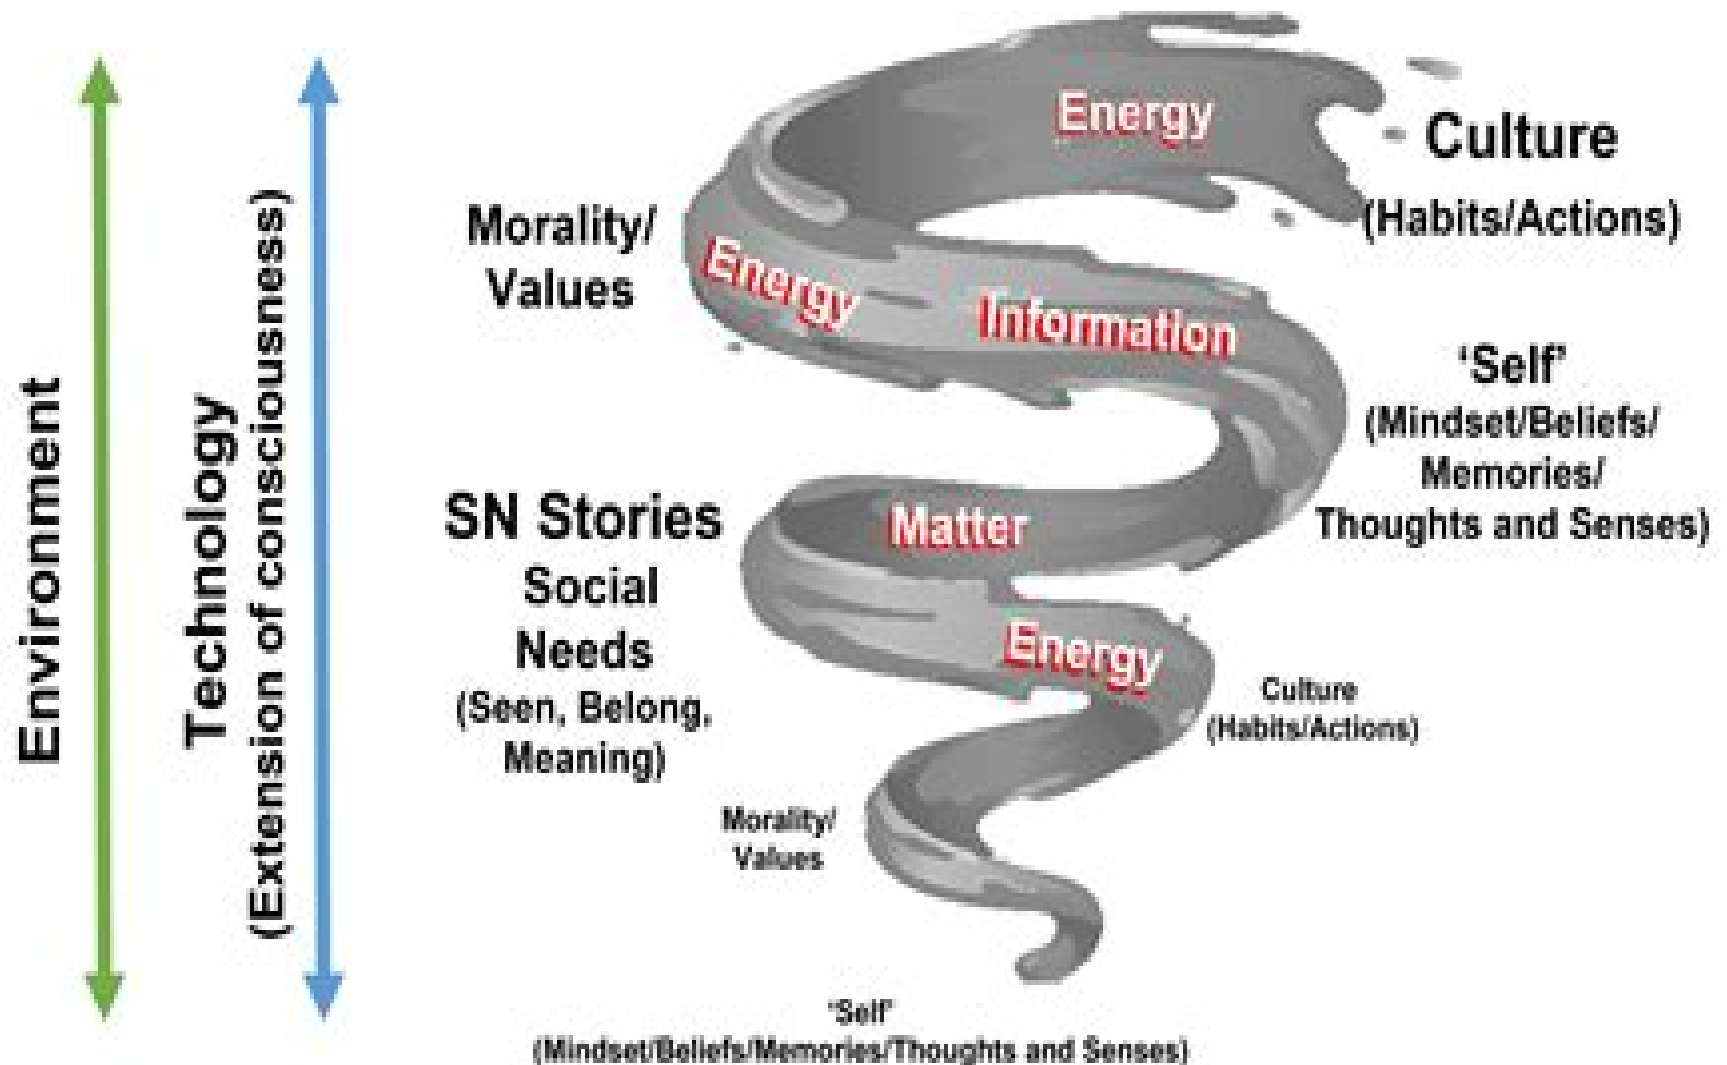 Environment
Technology
(Extension of consciousness)
Energy
Culture
(Habits/Actions)
Morality/
Values
Energy
Information
‘Self’
(Mindset/Beliefs/
Memories/
Thoughts and Senses)
SN Stories
Social
Needs
(Seen, Belong,
Meaning)
Matter
Energy
Culture
(Habits/Actions)
Morality/
Values
‘Self’
(Mindset/Beliefs/Memories/Thoughts and Senses)